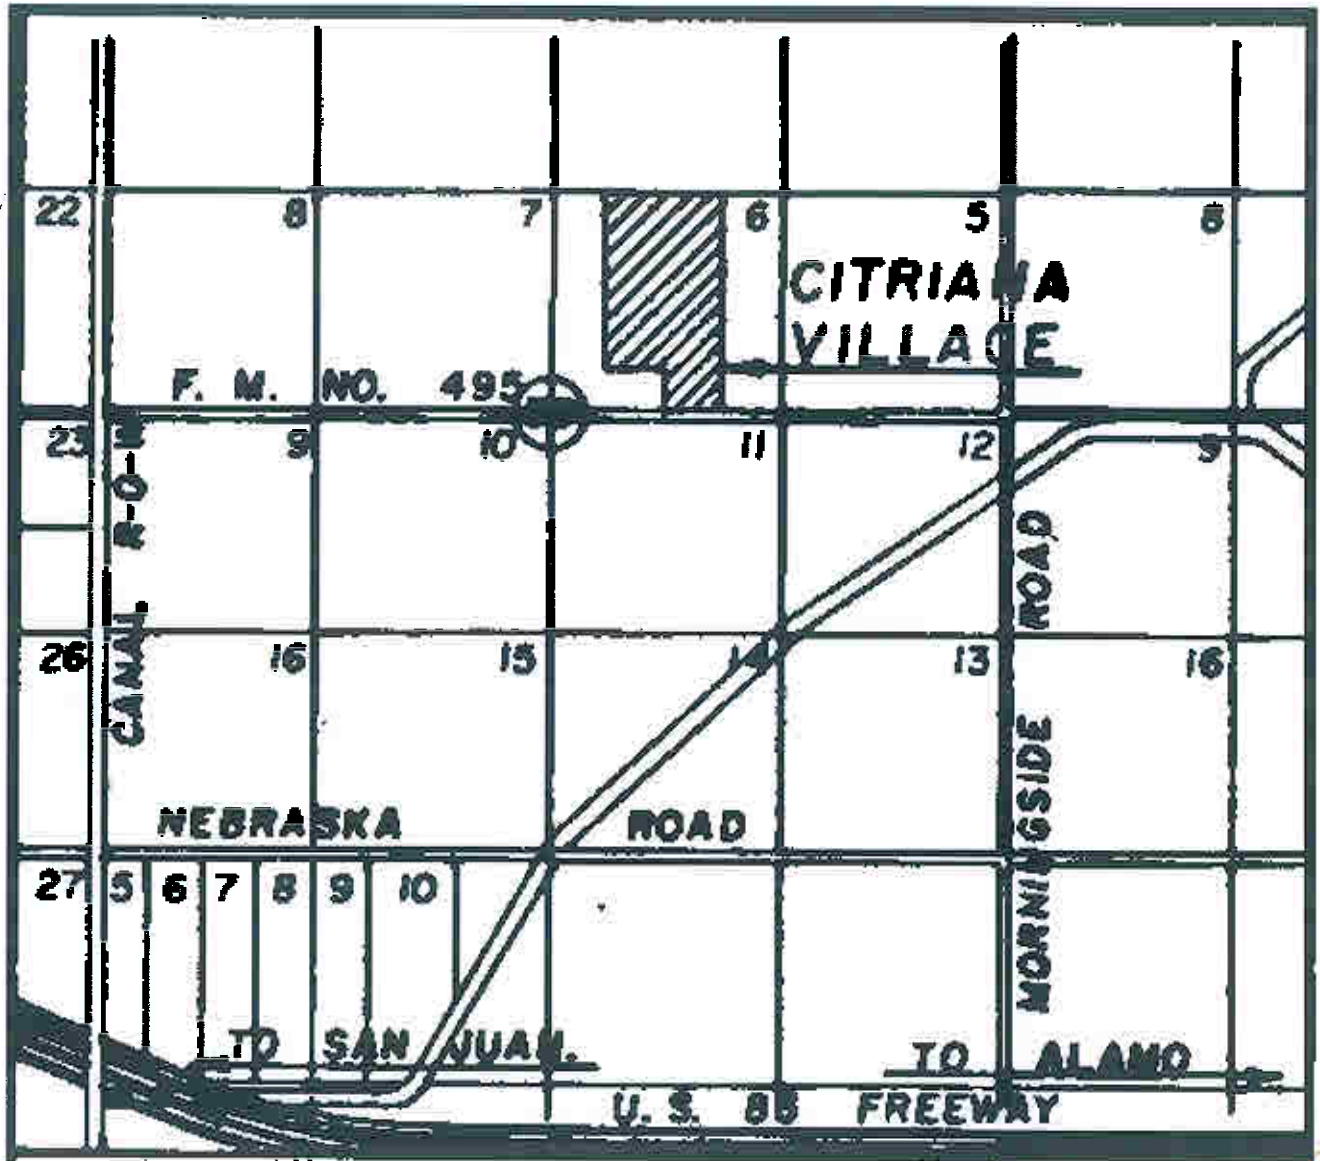 22 8 7 6 5 8
CITRIANA
VILLAGE
F. M. NO. 495
23 9 10 11 12 9
CANAL R-O-W
ROAD
26 16 15 14 13 16
MORNINGSIDE
NEBRASKA ROAD
27 5 6 7 8 9 10
TO SAN JUAN.
TO ALAMO
U. S. FREEWAY